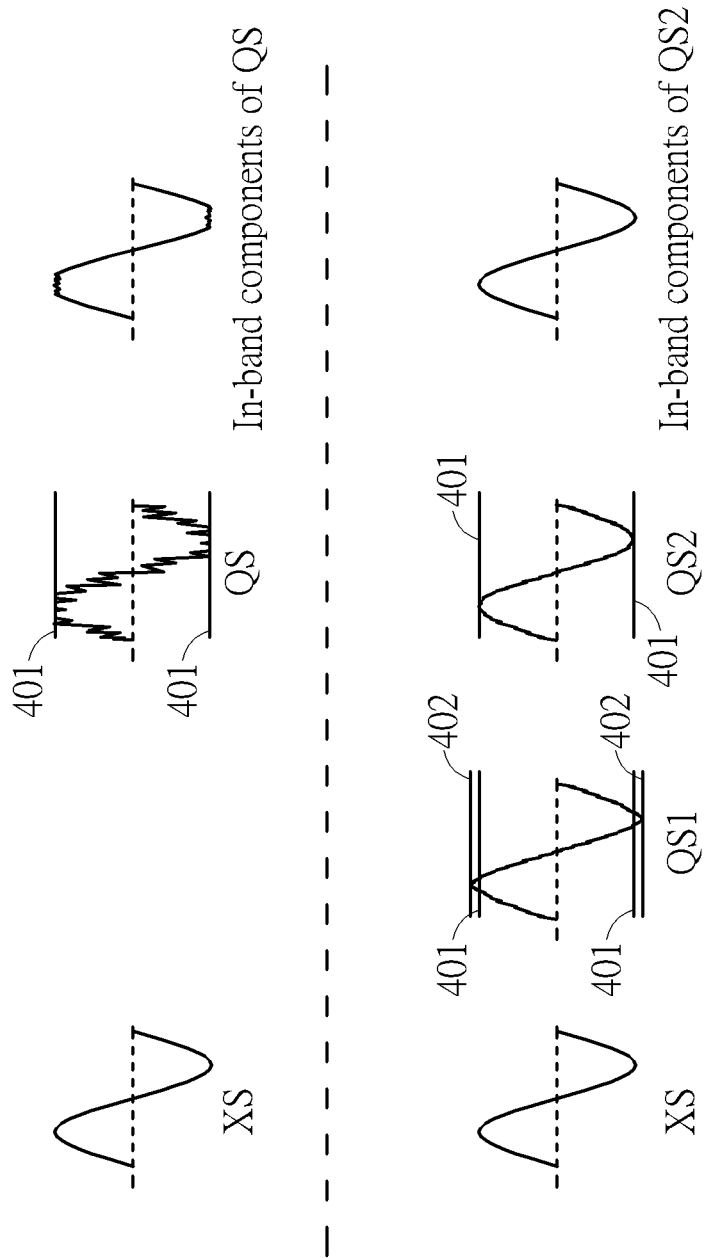 401
401
XS
QS
In-band components of QS
401
402
401
401
402
401
XS
QS1
QS2
In-band components of QS2